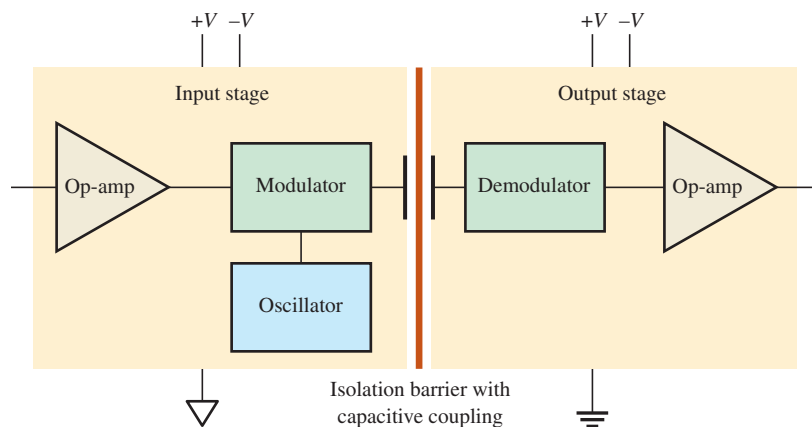 +V –V
+V –V
Input stage
Output stage
Op-amp
Modulator
Demodulator
Op-amp
Oscillator
Isolation barrier with
capacitive coupling